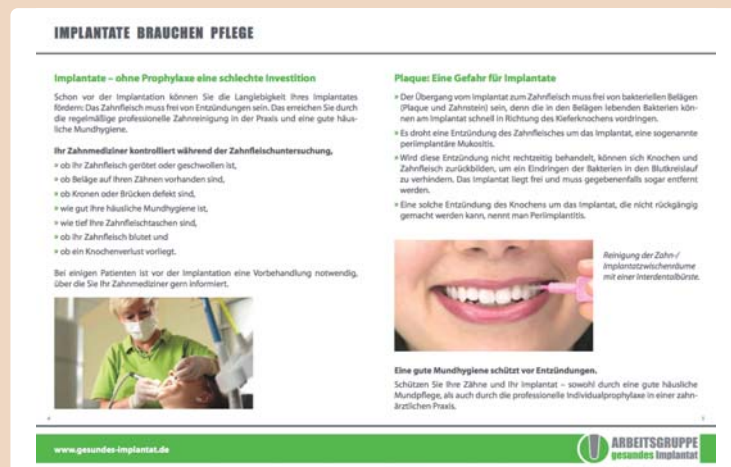 IMPLANTATE BRAUCHEN PFLEGE
Implantate – ohne Prophylaxe eine schlechte Investition
Schon vor der Implantation können Sie die Langlebigkeit Ihres Implantates
fördern: Das Zahnfleisch muss frei von Entzündungen sein. Das erreichen Sie durch
die regelmäßige professionelle Zahnreinigung in der Praxis und eine gute häus-
liche Mundhygiene.
Ihr Zahnmediziner kontrolliert während der Zahnfleischuntersuchung,
» ob Ihr Zahnfleisch gerötet oder geschwollen ist,
» ob Beläge auf Ihren Zähnen vorhanden sind,
» ob Kronen oder Brücken defekt sind,
» wie gut Ihre häusliche Mundhygiene ist,
» wie tief Ihre Zahnfleischtaschen sind,
» ob Ihr Zahnfleisch blutet und
» ob ein Knochenverlust vorliegt.
Bei einigen Patienten ist vor der Implantation eine Vorbehandlung notwendig,
über die Sie Ihr Zahnmediziner gern informiert.
4
Plaque: Eine Gefahr für Implantate
» Der Übergang vom Implantat zum Zahnfleisch muss frei von bakteriellen Belägen
(Plaque und Zahnstein) sein, denn die in den Belägen lebenden Bakterien kön-
nen am Implantat schnell in Richtung des Kieferknochens vordringen.
» Es droht eine Entzündung des Zahnfleisches um das Implantat, eine sogenannte
periimplantäre Mukositis.
» Wird diese Entzündung nicht rechtzeitig behandelt, können sich Knochen und
Zahnfleisch zurückbilden, um ein Eindringen der Bakterien in den Blutkreislauf
zu verhindern. Das Implantat liegt frei und muss gegebenenfalls sogar entfernt
werden.
» Eine solche Entzündung des Knochens um das Implantat, die nicht rückgängig
gemacht werden kann, nennt man Periimplantitis.
Reinigung der Zahn-/
Implantatzwischenräume
mit einer Interdentalbürste.
Eine gute Mundhygiene schützt vor Entzündungen.
Schützen Sie Ihre Zähne und Ihr Implantat – sowohl durch eine gute häusliche
Mundpflege, als auch durch die professionelle Individualprophylaxe in einer zahn-
ärztlichen Praxis.
5
www.gesundes-implantat.de
ARBEITSGRUPPE
gesundes Implantat